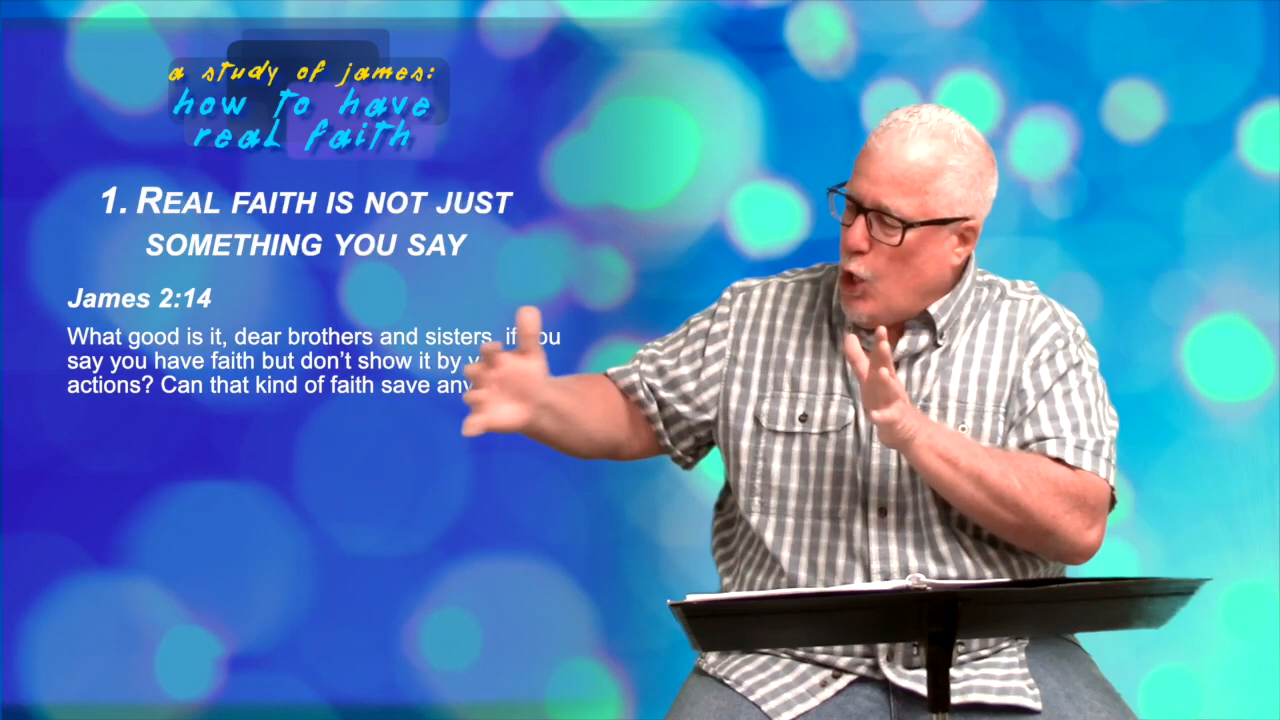 a study of james:
how to have
real faith
1. REAL FAITH IS NOT JUST
SOMETHING YOU SAY
James 2:14
What good is it, dear brothers and sisters, if you
say you have faith but don't show it by
actions? Can that kind of faith save